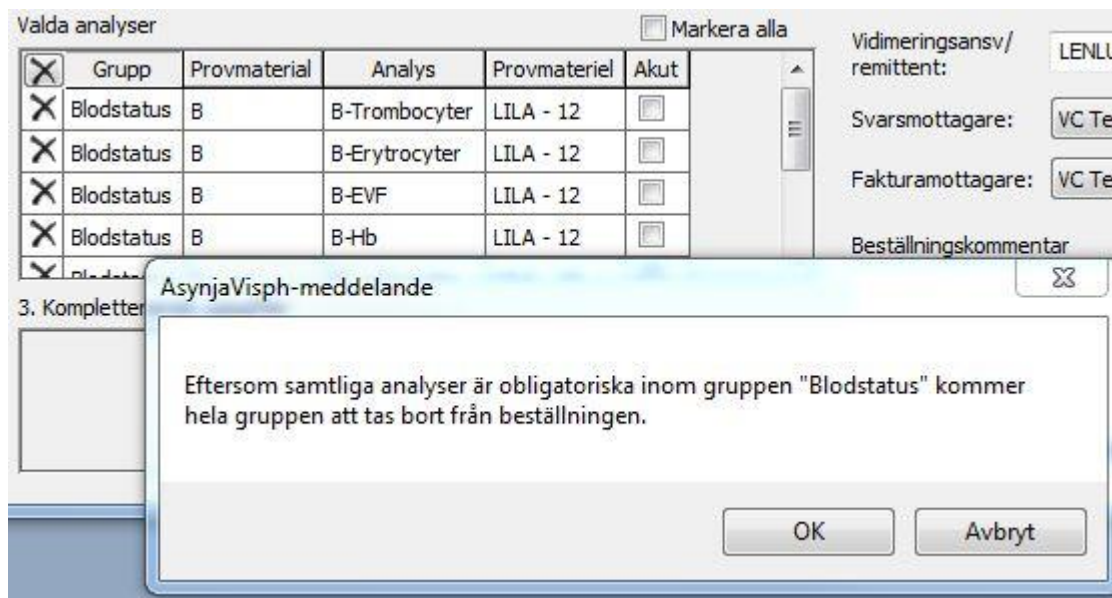 Valda analyser
Markera alla
Grupp Provmaterial Analys Provmateriel Akut
Blodstatus B B-Trombocyter LILA - 12
Blodstatus B B-Erytrocyter LILA - 12
Blodstatus B B-EVF LILA - 12
Blodstatus B B-Hb LILA - 12
Vidimeringsansv/
remittent:
LENLU
Svarsmottagare: VC Te
Fakturamottagare: VC Te
Beställningskommentar
3.
AsynjaVisph-meddelande
Eftersom samtliga analyser är obligatoriska inom gruppen "Blodstatus" kommer
hela gruppen att tas bort från beställningen.
OK Avbryt